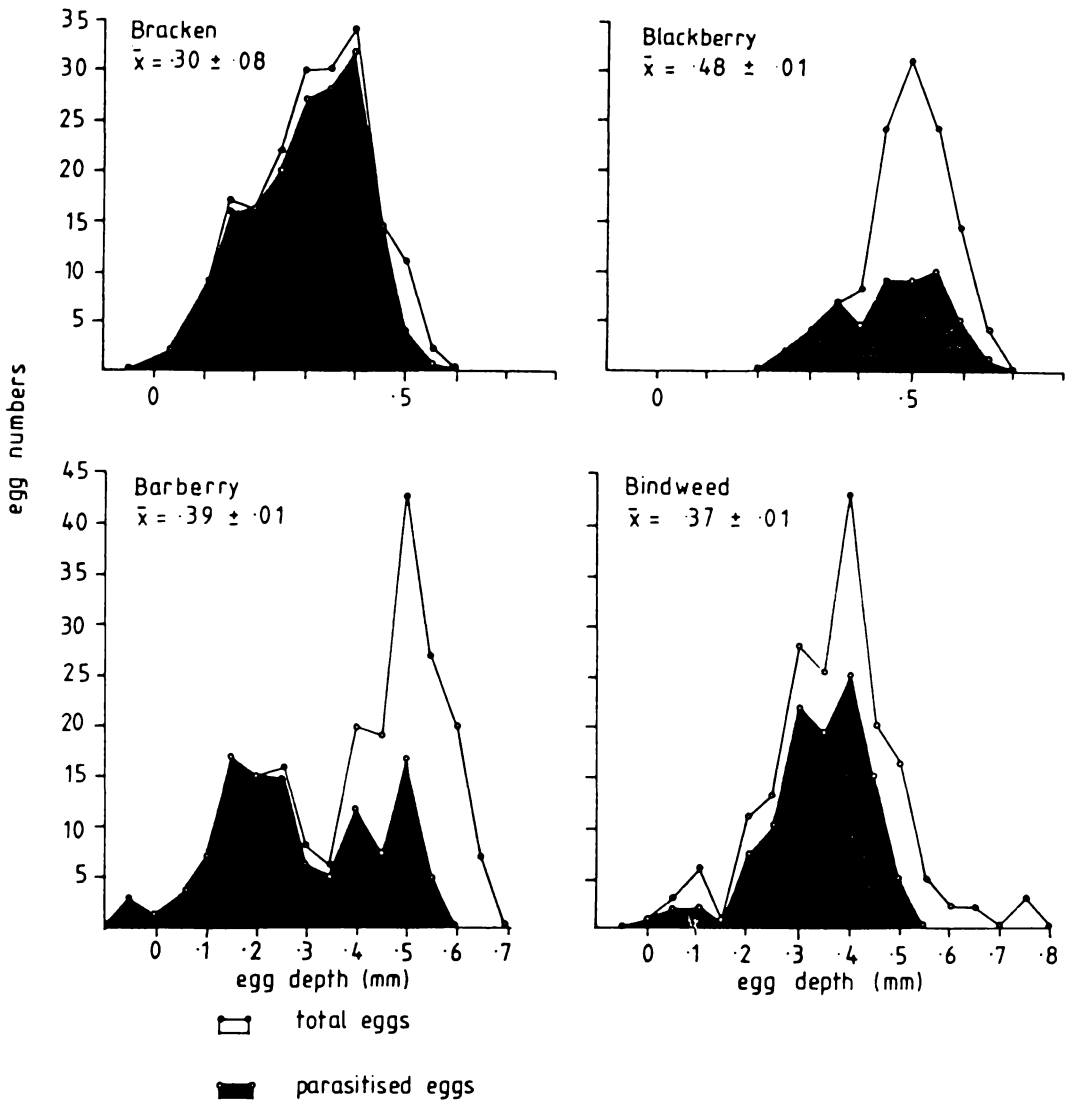 Bracken
x̄ = ·30 ± ·08
35
30
25
20
15
10
5
0
·5
Blackberry
x̄ = ·48 ± ·01
0
·5
egg numbers
Barberry
x̄ = ·39 ± ·01
45
40
35
30
25
20
15
10
5
0 ·1 ·2 ·3 ·4 ·5 ·6 ·7
egg depth (mm)
Bindweed
x̄ = ·37 ± ·01
0 ·1 ·2 ·3 ·4 ·5 ·6 ·7 ·8
egg depth (mm)
total eggs
parasitised eggs